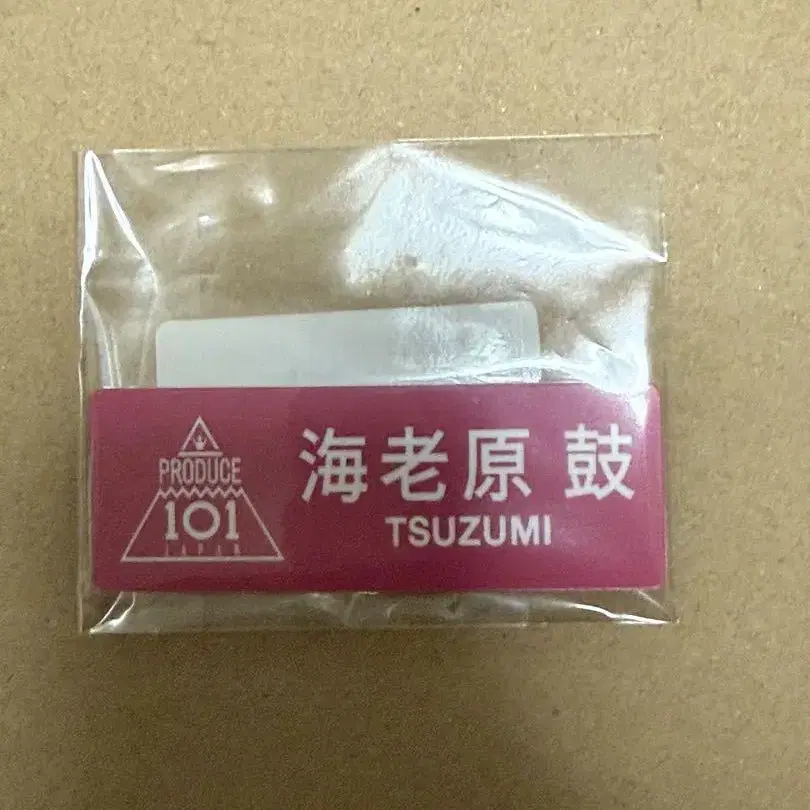 PRODUCE
101
JAPAN
海老原 鼓
TSUZUMI